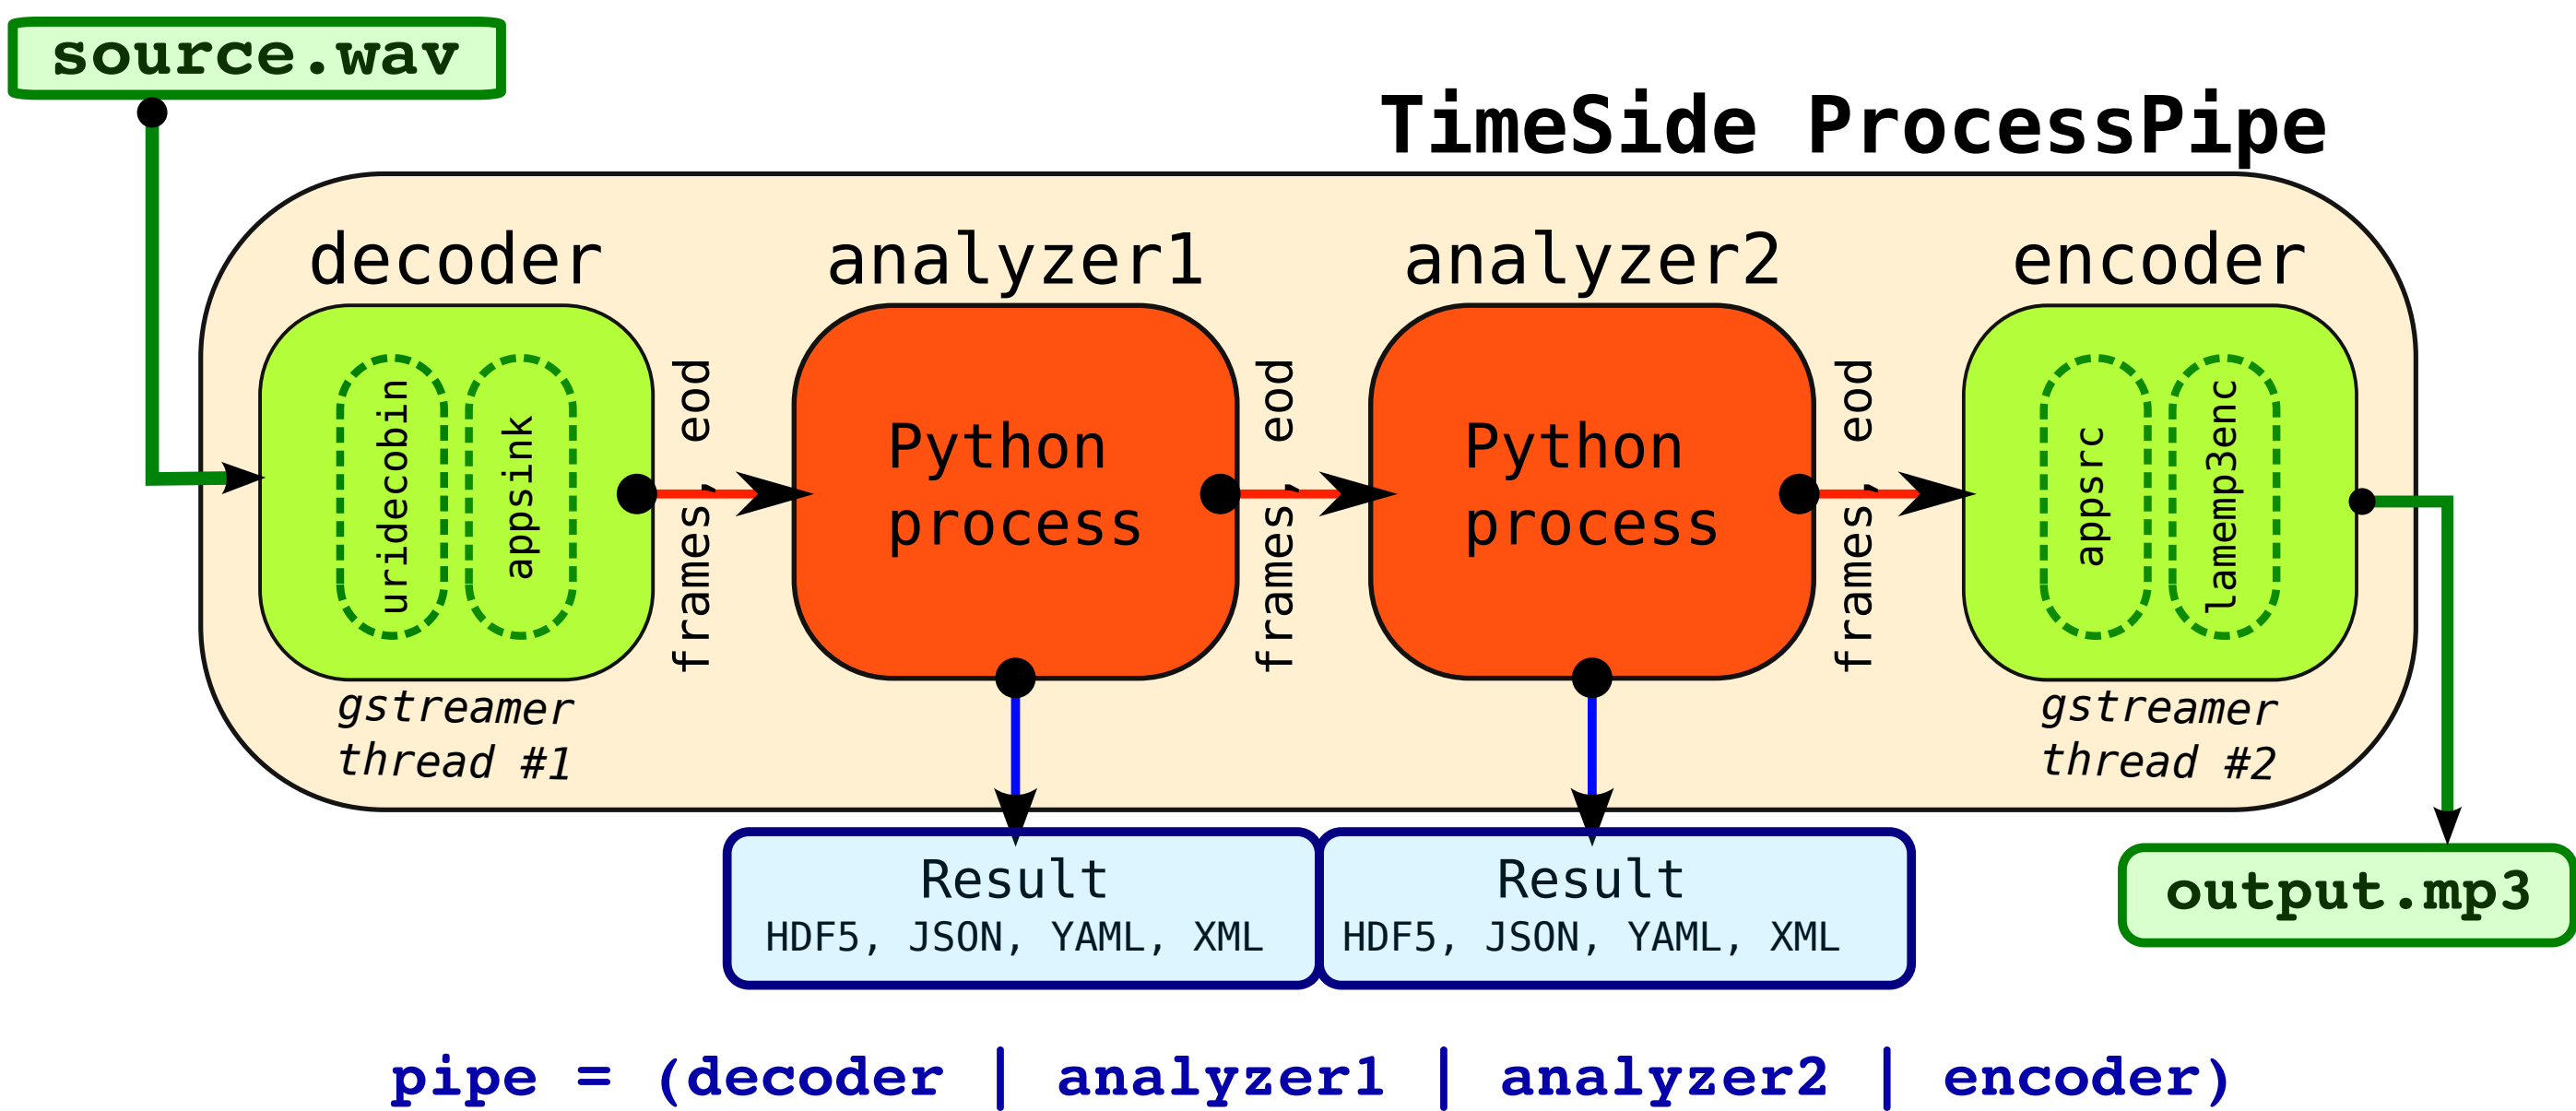 source.wav
TimeSide ProcessPipe
decoder
analyzer1
analyzer2
encoder
uridecobin
appsink
frames, eod
Python
process
frames, eod
Python
process
frames, eod
appsrc
lamemp3enc
gstreamer
thread #1
gstreamer
thread #2
Result
HDF5, JSON, YAML, XML
Result
HDF5, JSON, YAML, XML
output.mp3
pipe = (decoder | analyzer1 | analyzer2 | encoder)